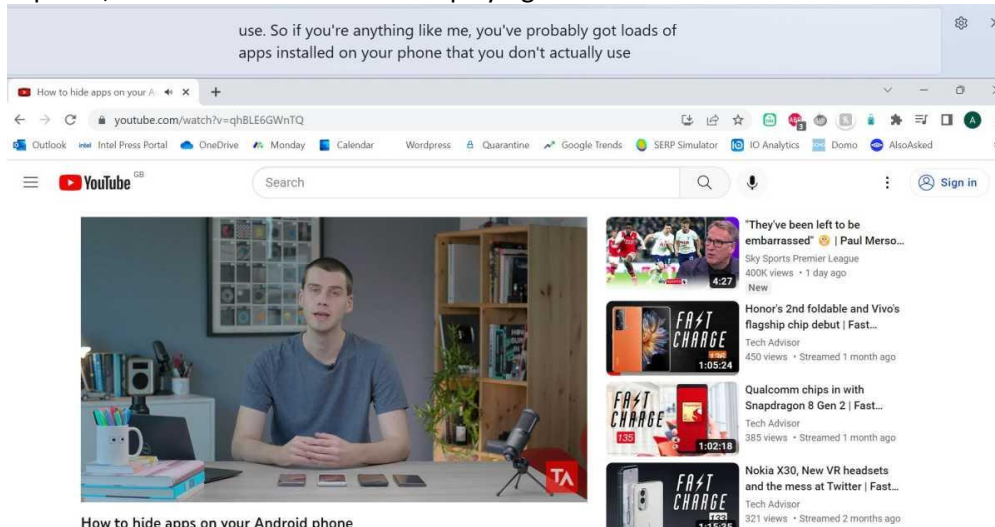 use. So if you're anything like me, you've probably got loads of
apps installed on your phone that you don't actually use
How to hide apps on your A
youtube.com/watch?v=qhBLE6GWnTQ
Outlook
intel Intel Press Portal
OneDrive
Monday
Calendar
Wordpress
Quarantine
Google Trends
SERP Simulator
IO Analytics
Domo
AlsoAsked
YouTube GB
Search
Sign in
"They've been left to be
embarrassed" 🥴 | Paul Merso...
Sky Sports Premier League
400K views • 1 day ago
New
4:27
Honor's 2nd foldable and Vivo's
flagship chip debut | Fast...
Tech Advisor
450 views • Streamed 1 month ago
FAST
CHARGE
136
1:05:24
Qualcomm chips in with
Snapdragon 8 Gen 2 | Fast...
Tech Advisor
385 views • Streamed 1 month ago
FAST
CHARGE
135
1:02:18
Nokia X30, New VR headsets
and the mess at Twitter | Fast...
Tech Advisor
321 views • Streamed 2 months ago
FAST
CHARGE
133
1:15:35
TA
How to hide apps on your Android phone